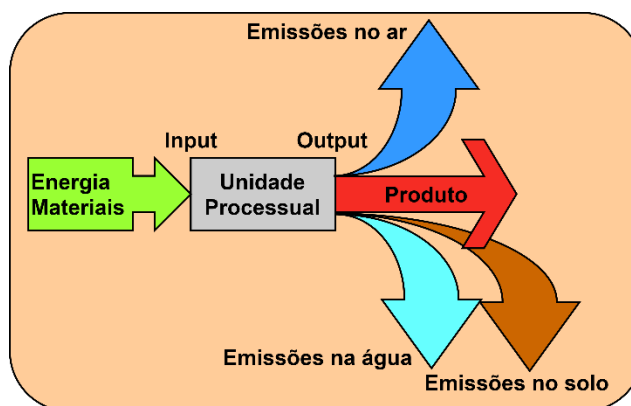 Emissões no ar
Input
Output
Energia
Materiais
Unidade
Processual
Produto
Emissões na água
Emissões no solo